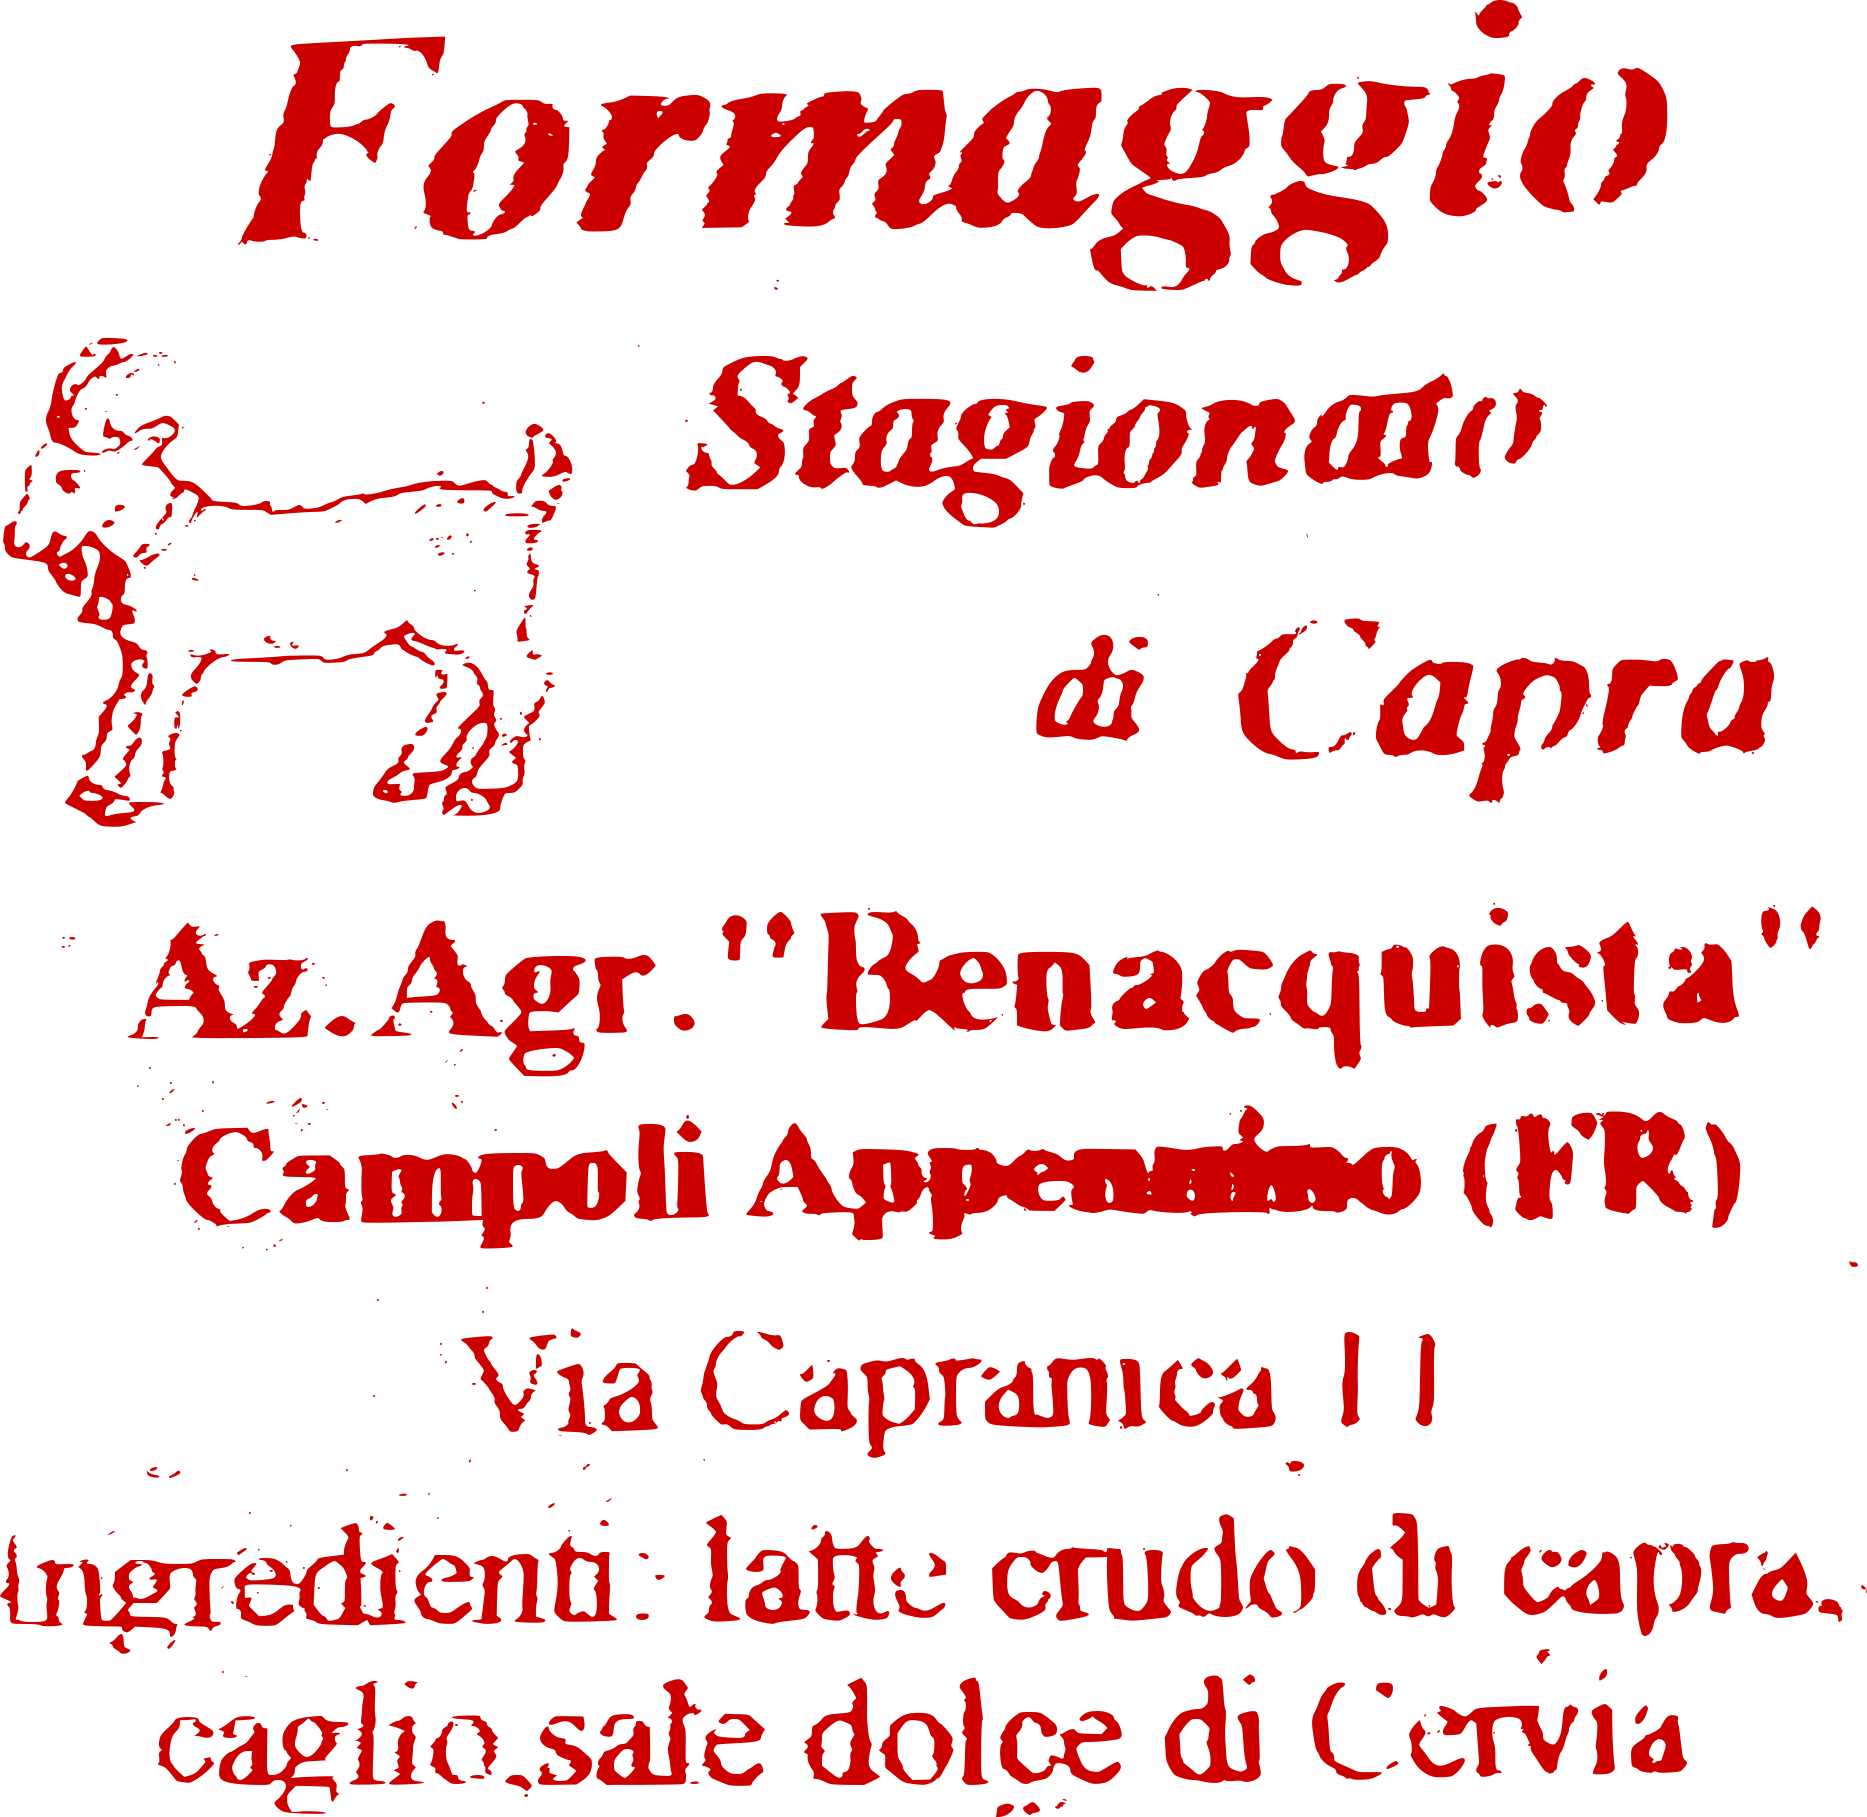 Formaggio
Stagionato
di Capra
Az. Agr. "Benacquista"
Campoli Appennino (FR)
Via Capranica 11
Ingredienti: latte crudo di capra,
caglio, sale dolce di Cervia